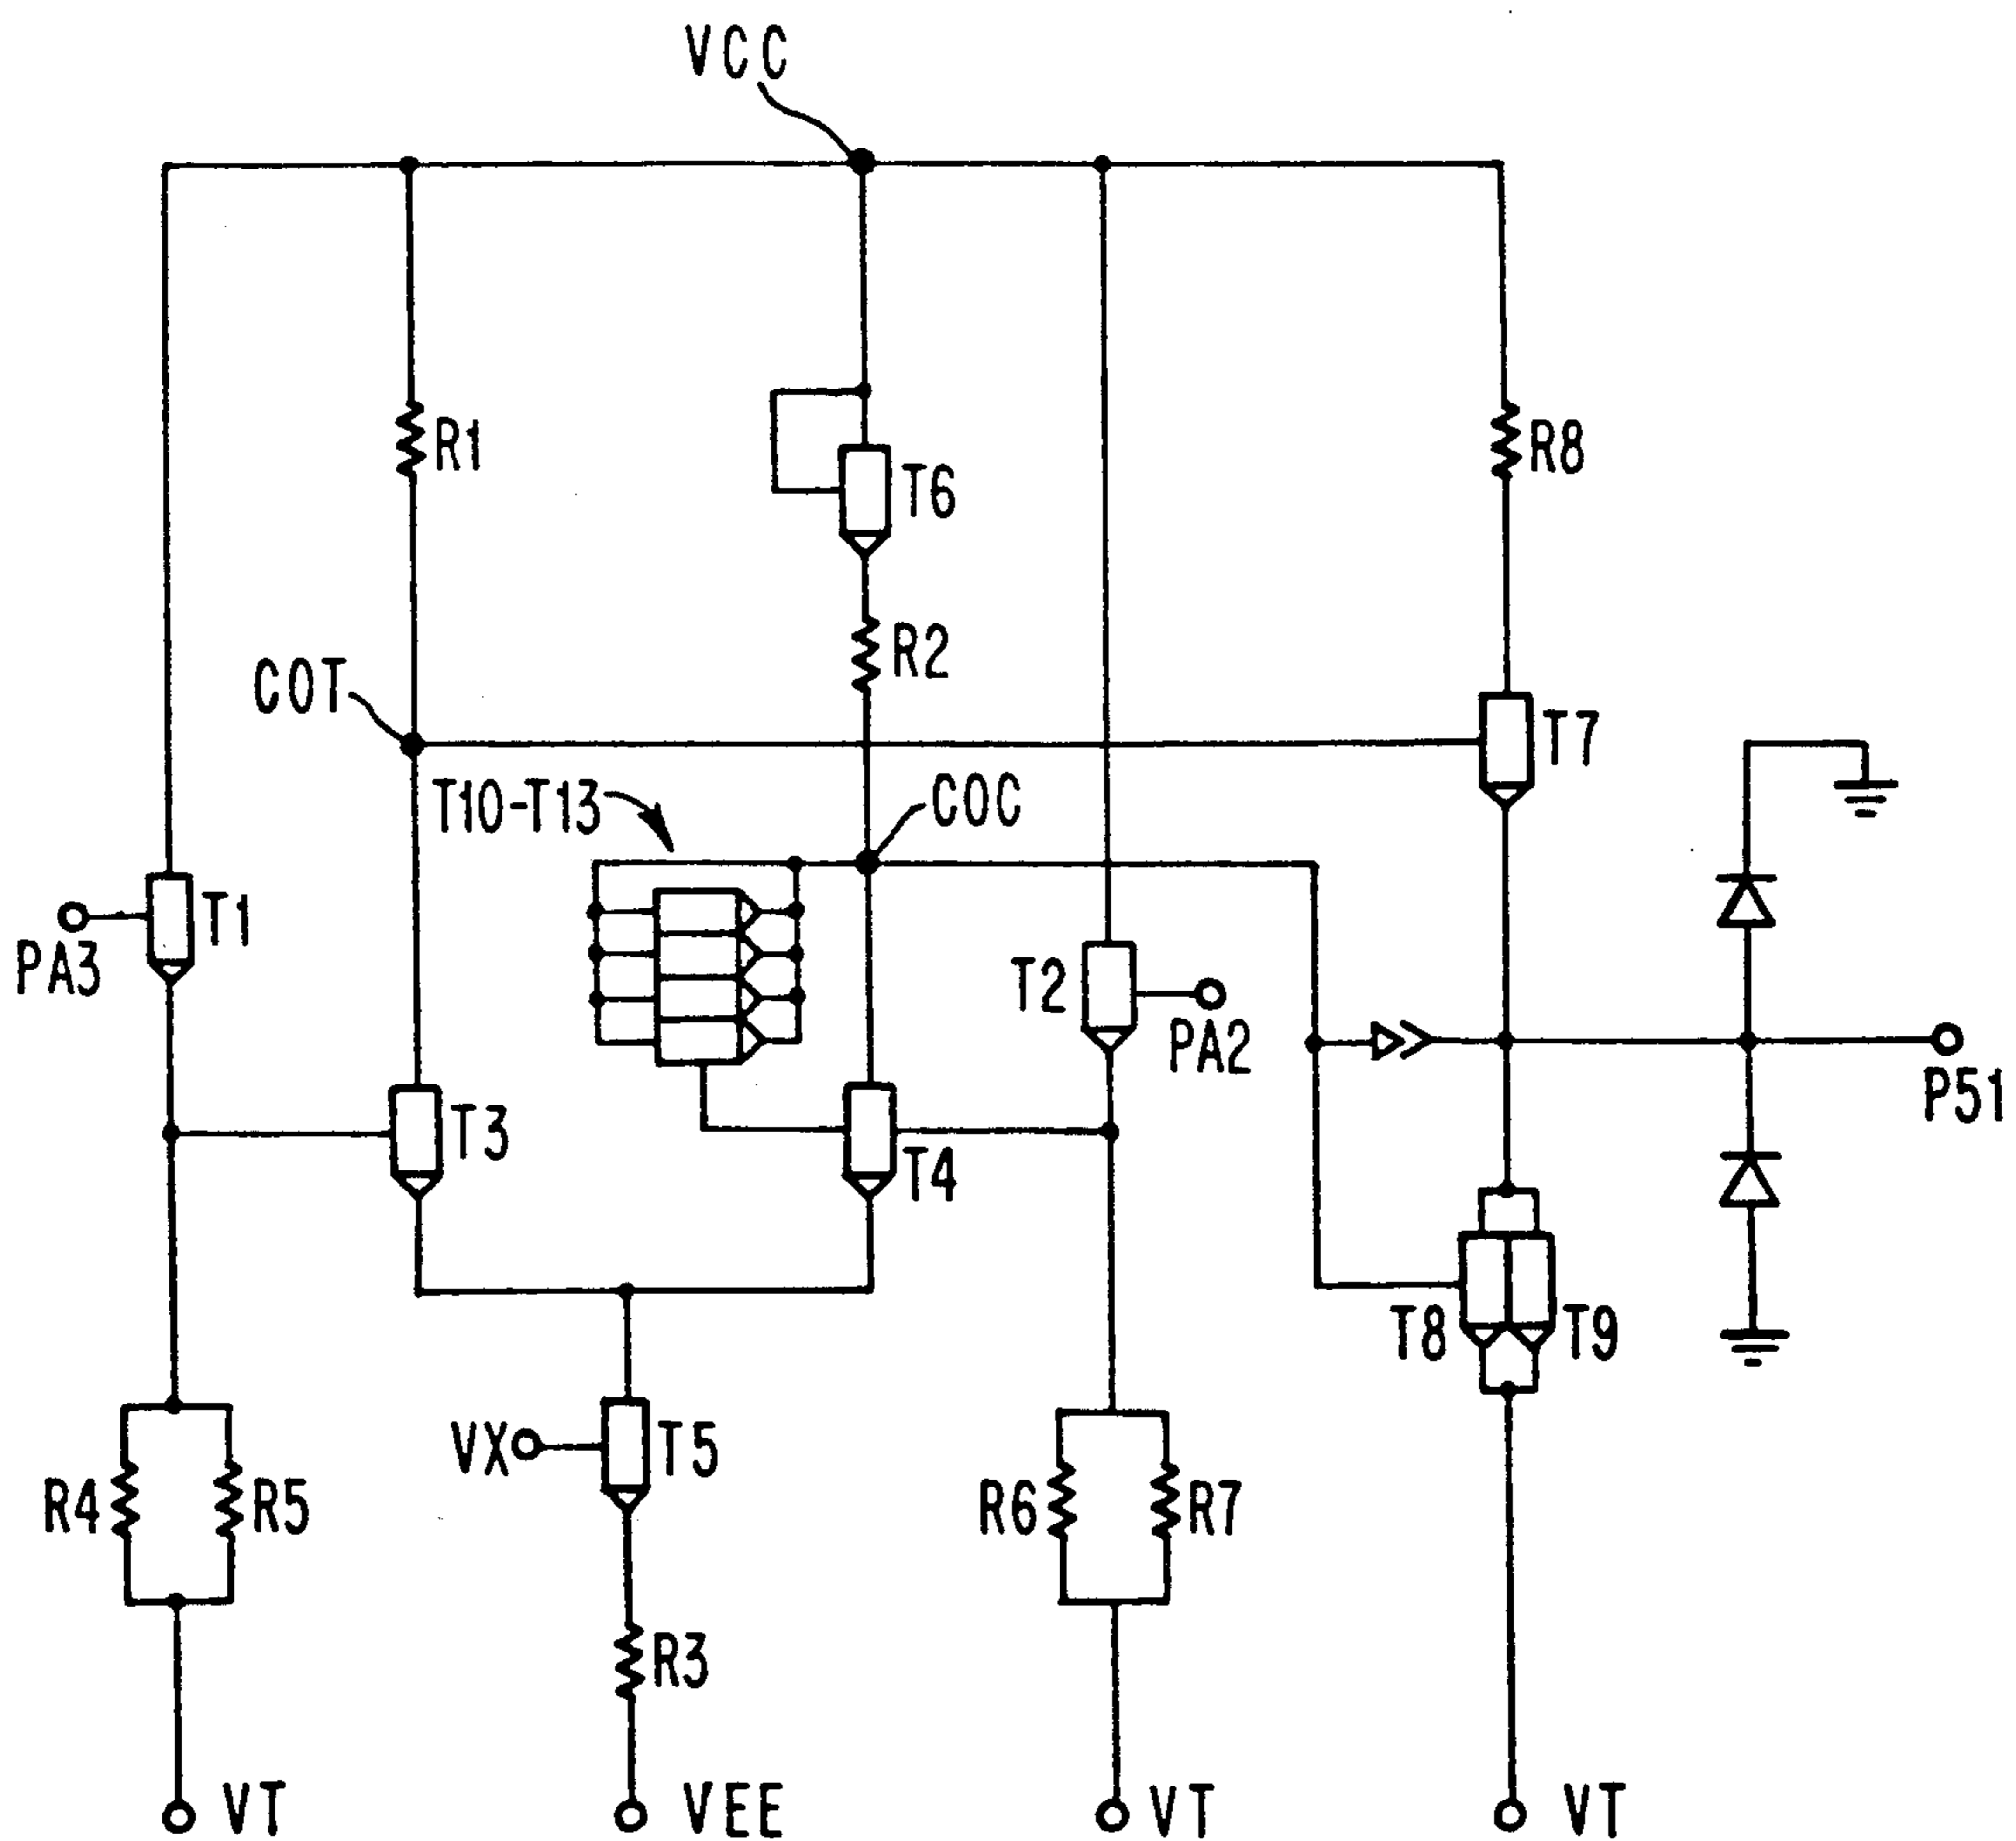 VCC
R1
T6
R8
R2
COT
T7
T10-T13
COC
T1
PA3
T2
PA2
P51
T3
T4
T8
T9
VX
T5
R4
R5
R6
R7
R3
VT
VEE
VT
VT